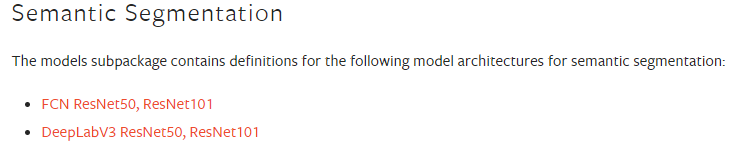 Semantic Segmentation
The models subpackage contains definitions for the following model architectures for semantic segmentation:
• FCN ResNet50, ResNet101
• DeepLabV3 ResNet50, ResNet101